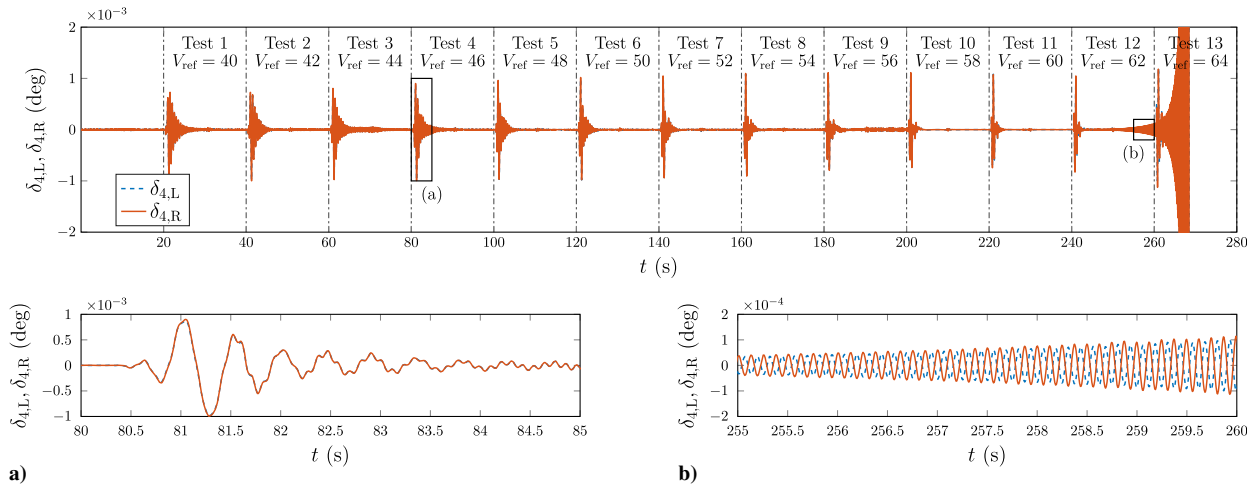 ×10⁻³
2
1
0
−1
−2
δ4,L, δ4,R (deg)
Test 1 Test 2 Test 3 Test 4 Test 5 Test 6 Test 7 Test 8 Test 9 Test 10 Test 11 Test 12 Test 13
Vref = 40 Vref = 42 Vref = 44 Vref = 46 Vref = 48 Vref = 50 Vref = 52 Vref = 54 Vref = 56 Vref = 58 Vref = 60 Vref = 62 Vref = 64
(a)
(b)
δ4,L
δ4,R
20 40 60 80 100 120 140 160 180 200 220 240 260 280
t (s)
×10⁻³
1
0.5
0
−0.5
−1
δ4,L, δ4,R (deg)
80 80.5 81 81.5 82 82.5 83 83.5 84 84.5 85
t (s)
a)
×10⁻⁴
2
1
0
−1
−2
δ4,L, δ4,R (deg)
255 255.5 256 256.5 257 257.5 258 258.5 259 259.5 260
t (s)
b)